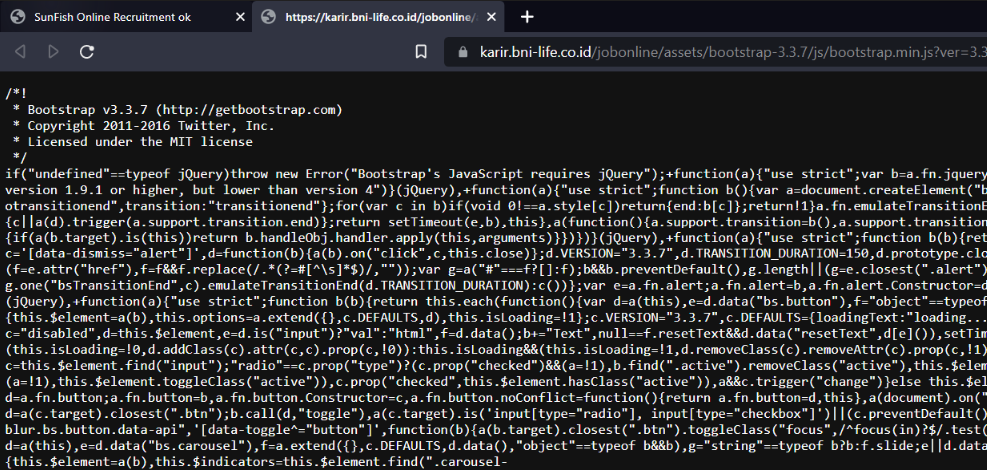 SunFish Online Recruitment ok
https://karir.bni-life.co.id/jobonline/
karir.bni-life.co.id/jobonline/assets/bootstrap-3.3.7/js/bootstrap.min.js?ver=3.3
/*!
* Bootstrap v3.3.7 (http://getbootstrap.com)
* Copyright 2011-2016 Twitter, Inc.
* Licensed under the MIT license
*/
if("undefined"==typeof jQuery)throw new Error("Bootstrap's JavaScript requires jQuery");+function(a){"use strict";var b=a.fn.jquery
version 1.9.1 or higher, but lower than version 4")}(jQuery),+function(a){"use strict";function b(){var a=document.createElement("b
otransitionend",transition:"transitionend"};for(var c in b)if(void 0!==a.style[c])return{end:b[c]};return!1}a.fn.emulateTransitionE
{c||a(d).trigger(a.support.transition.end)};return setTimeout(e,b),this},a(function(){a.support.transition=b(),a.support.transition
{if(a(b.target).is(this))return b.handleObj.handler.apply(this,arguments)}})})}(jQuery),+function(a){"use strict";function b(b){ret
c='[data-dismiss="alert"]',d=function(b){a(b).on("click",c,this.close)};d.VERSION="3.3.7",d.TRANSITION_DURATION=150,d.prototype.clo
(f=e.attr("href"),f=f&&f.replace(/.*(?=#[^\s]*$)/,""));var g=a("#"===f?[]:f);b&&b.preventDefault(),g.length||(g=e.closest(".alert")
g.one("bsTransitionEnd",c).emulateTransitionEnd(d.TRANSITION_DURATION):c())};var e=a.fn.alert;a.fn.alert=b,a.fn.alert.Constructor=d
(jQuery),+function(a){"use strict";function b(b){return this.each(function(){var d=a(this),e=d.data("bs.button"),f="object"==typeof
{this.$element=a(b),this.options=a.extend({},c.DEFAULTS,d),this.isLoading=!1};c.VERSION="3.3.7",c.DEFAULTS={loadingText:"loading...
c="disabled",d=this.$element,e=d.is("input")?"val":"html",f=d.data();b+="Text",null==f.resetText&&d.data("resetText",d[e]()),setTim
(this.isLoading=!0,d.addClass(c).attr(c,c).prop(c,!0)):this.isLoading&&(this.isLoading=!1,d.removeClass(c).removeAttr(c).prop(c,!1)
c=this.$element.find("input");"radio"==c.prop("type")?(c.prop("checked")&&(a=!1),b.find(".active").removeClass("active"),this.$elem
(a=!1),this.$element.toggleClass("active")),c.prop("checked",this.$element.hasClass("active")),a&&c.trigger("change")}else this.$el
d=a.fn.button;a.fn.button=b,a.fn.button.Constructor=c,a.fn.button.noConflict=function(){return a.fn.button=d,this},a(document).on("
d=a(c.target).closest(".btn");b.call(d,"toggle"),a(c.target).is('input[type="radio"], input[type="checkbox"]')||(c.preventDefault()
blur.bs.button.data-api",'[data-toggle^="button"]',function(b){a(b.target).closest(".btn").toggleClass("focus",/^focus(in)?$/.test(
d=a(this),e=d.data("bs.carousel"),f=a.extend({},c.DEFAULTS,d.data(),"object"==typeof b&&b),g="string"==typeof b?b:f.slide;e||d.data
{this.$element=a(b),this.$indicators=this.$element.find(".carousel-